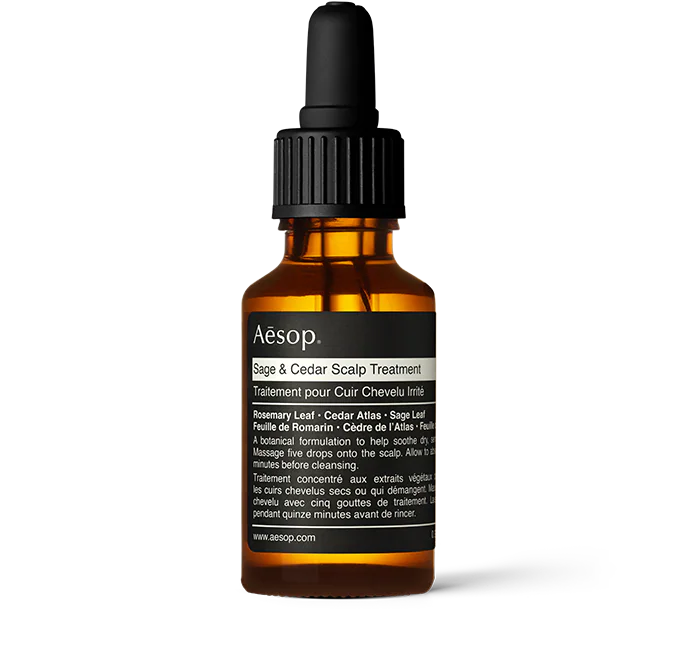 Aēsop®
Sage & Cedar Scalp Treatment
Traitement pour Cuir Chevelu Irrité
Rosemary Leaf · Cedar Atlas · Sage Leaf
Feuille de Romarin · Cèdre de l'Atlas · Feuille
A botanical formulation to help soothe dry,
Massage five drops onto the scalp. Allow to
minutes before cleansing.
Traitement concentré aux extraits végétaux
les cuirs chevelus secs ou qui démangent.
chevelu avec cinq gouttes de traitement.
pendant quinze minutes avant de rincer.
www.aesop.com